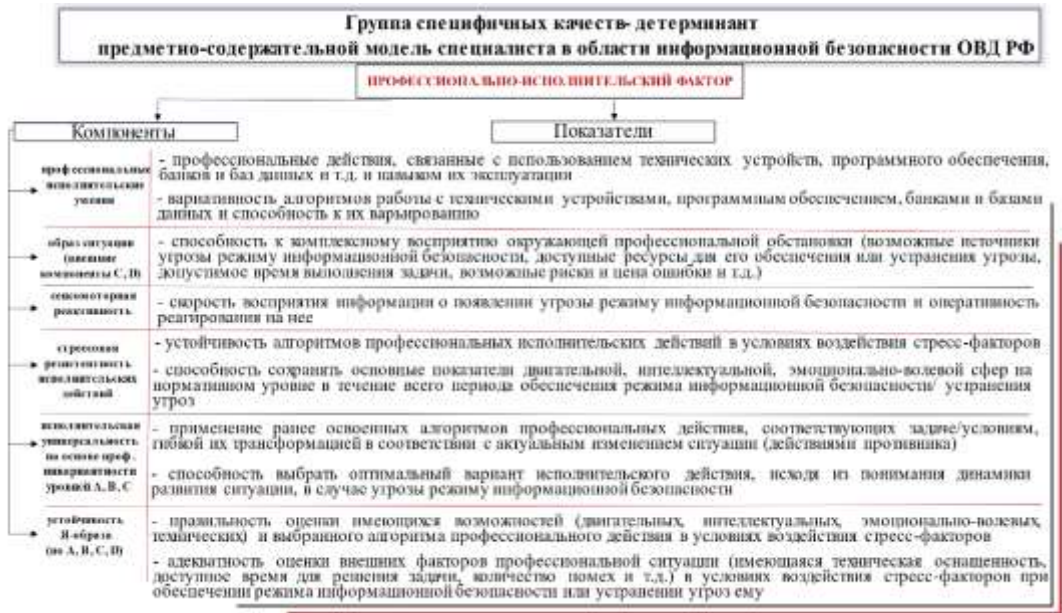 Группа специфичных качеств- детерминант
предметно-содержательной модель специалиста в области информационной безопасности ОВД РФ
ПРОФЕССИОНАЛЬНО-ИСПОЛНИТЕЛЬСКИЙ ФАКТОР
Компоненты
Показатели
профессиональные
исполнительские
умения
- профессиональные действия, связанные с использованием технических устройств, программного обеспечения,
банков и баз данных и т.д. и навыком их эксплуатации
- вариативность алгоритмов работы с техническими устройствами, программным обеспечением, банками и базами
данных и способность к их варьированию
образ ситуации
(внешние
компоненты C, D)
- способность к комплексному восприятию окружающей профессиональной обстановки (возможные источники
угрозы режиму информационной безопасности, доступные ресурсы для его обеспечения или устранения угрозы,
допустимое время выполнения задачи, возможные риски и цена ошибки и т.д.)
сенсомоторная
реактивность
- скорость восприятия информации о появлении угрозы режиму информационной безопасности и оперативность
реагирования на нее
стрессовая
резистентность
исполнительских
действий
- устойчивость алгоритмов профессиональных исполнительских действий в условиях воздействия стресс-факторов
- способность сохранять основные показатели двигательной, интеллектуальной, эмоционально-волевой сфер на
нормативном уровне в течение всего периода обеспечения режима информационной безопасности/ устранения
угроз
исполнительская
универсальность
на основе проф.
инвариантности
уровней A, B, C
- применение ранее освоенных алгоритмов профессиональных действия, соответствующих задаче/условиям,
гибкой их трансформацией в соответствии с актуальным изменением ситуации (действиями противника)
- способность выбрать оптимальный вариант исполнительского действия, исходя из понимания динамики
развития ситуации, в случае угрозы режиму информационной безопасности
устойчивость
Я-образа
(по A, B, C, D)
- правильность оценки имеющихся возможностей (двигательных, интеллектуальных, эмоционально-волевых,
технических) и выбранного алгоритма профессионального действия в условиях воздействия стресс-факторов
- адекватность оценки внешних факторов профессиональной ситуации (имеющаяся техническая оснащенность,
доступное время для решения задачи, количество помех и т.д.) в условиях воздействия стресс-факторов при
обеспечении режима информационной безопасности или устранении угроз ему